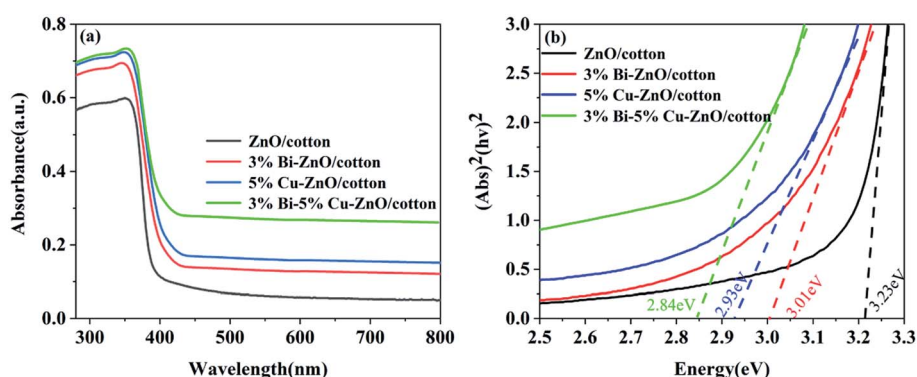 (a)
ZnO/cotton
3% Bi-ZnO/cotton
5% Cu-ZnO/cotton
3% Bi-5% Cu-ZnO/cotton
0.8
0.6
0.4
0.2
0.0
Absorbance(a.u.)
300 400 500 600 700 800
Wavelength(nm)
(b)
ZnO/cotton
3% Bi-ZnO/cotton
5% Cu-ZnO/cotton
3% Bi-5% Cu-ZnO/cotton
3.0
2.5
2.0
1.5
1.0
0.5
0.0
(Abs)²(hv)²
2.84eV
2.93eV
3.01eV
3.23eV
2.5 2.6 2.7 2.8 2.9 3.0 3.1 3.2 3.3
Energy(eV)